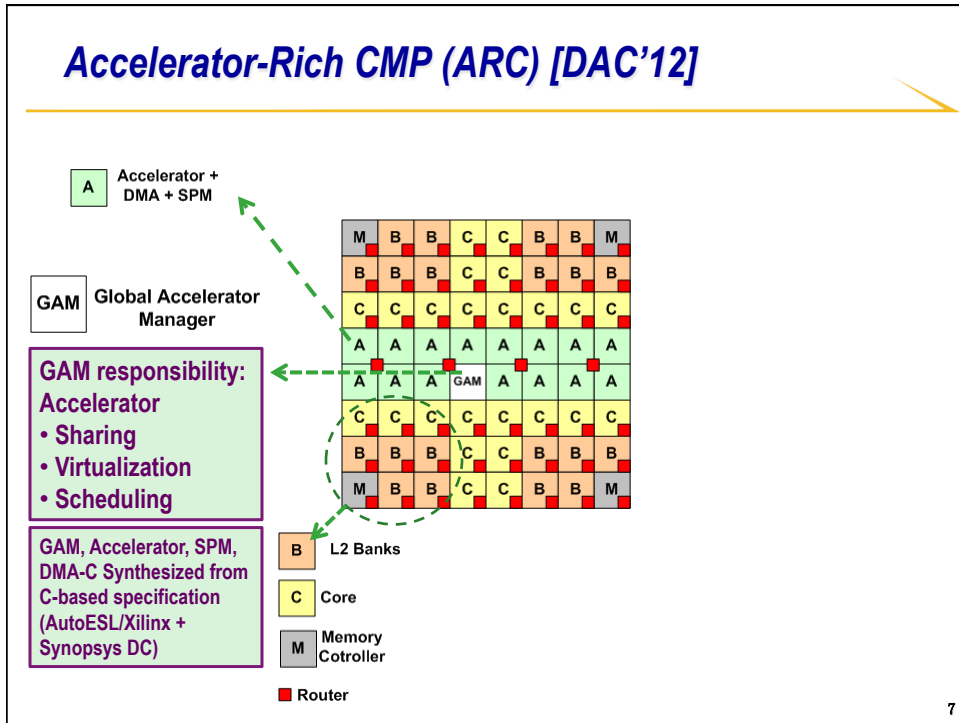 Accelerator-Rich CMP (ARC) [DAC'12]
A
Accelerator +
DMA + SPM
GAM
Global Accelerator
Manager
GAM responsibility:
Accelerator
• Sharing
• Virtualization
• Scheduling
GAM, Accelerator, SPM,
DMA-C Synthesized from
C-based specification
(AutoESL/Xilinx +
Synopsys DC)
M B B C C B B M
B B B C C B B B
C C C C C C C C
A A A A A A A A
A A A GAM A A A A
C C C C C C C C
B B B C C B B B
M B B C C B B M
B L2 Banks
C Core
M Memory
Cotroller
Router
7